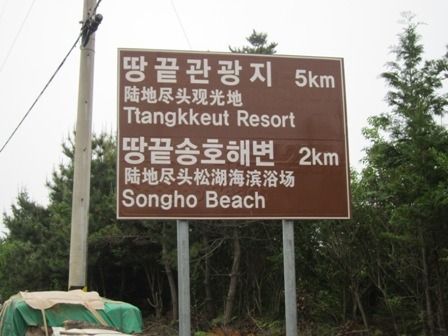 땅끝관광지 5km
陆地尽头观光地
Ttangkkeut Resort
땅끝송호해변 2km
陆地尽头松湖海滨浴场
Songho Beach